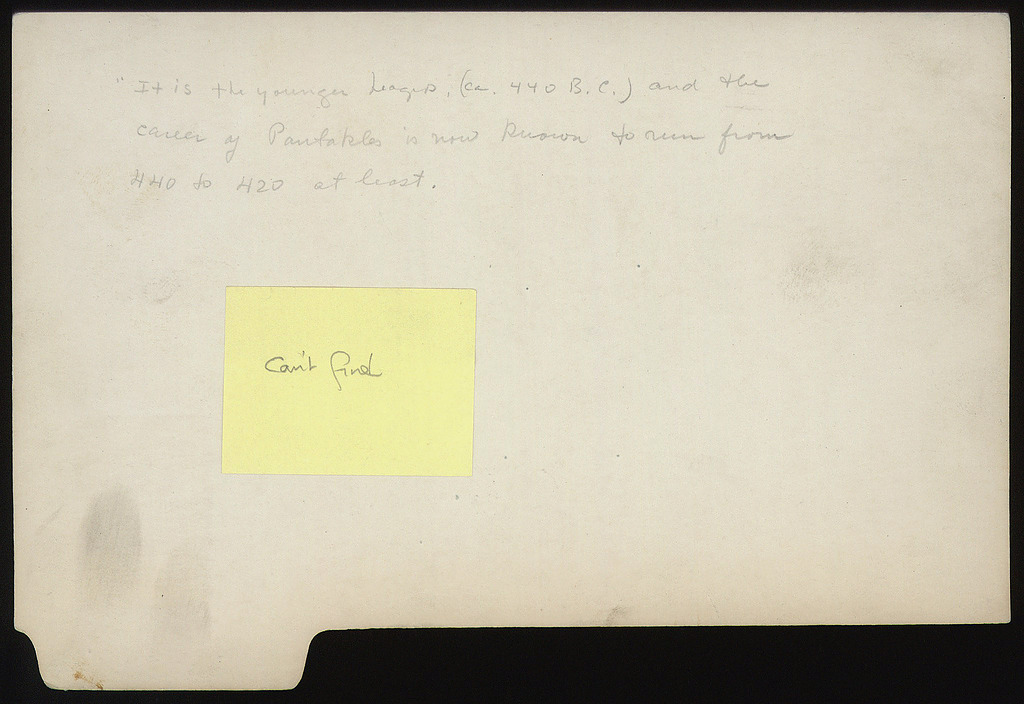 "It is the younger Leagros, (ca. 440 B.C.) and the
career of Pantakles is now known to run from
440 to 420 at least.
Can't find